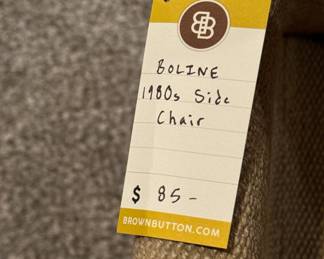 BOLINE
1980s Side
Chair
$ 85-
BROWNBUTTON.COM